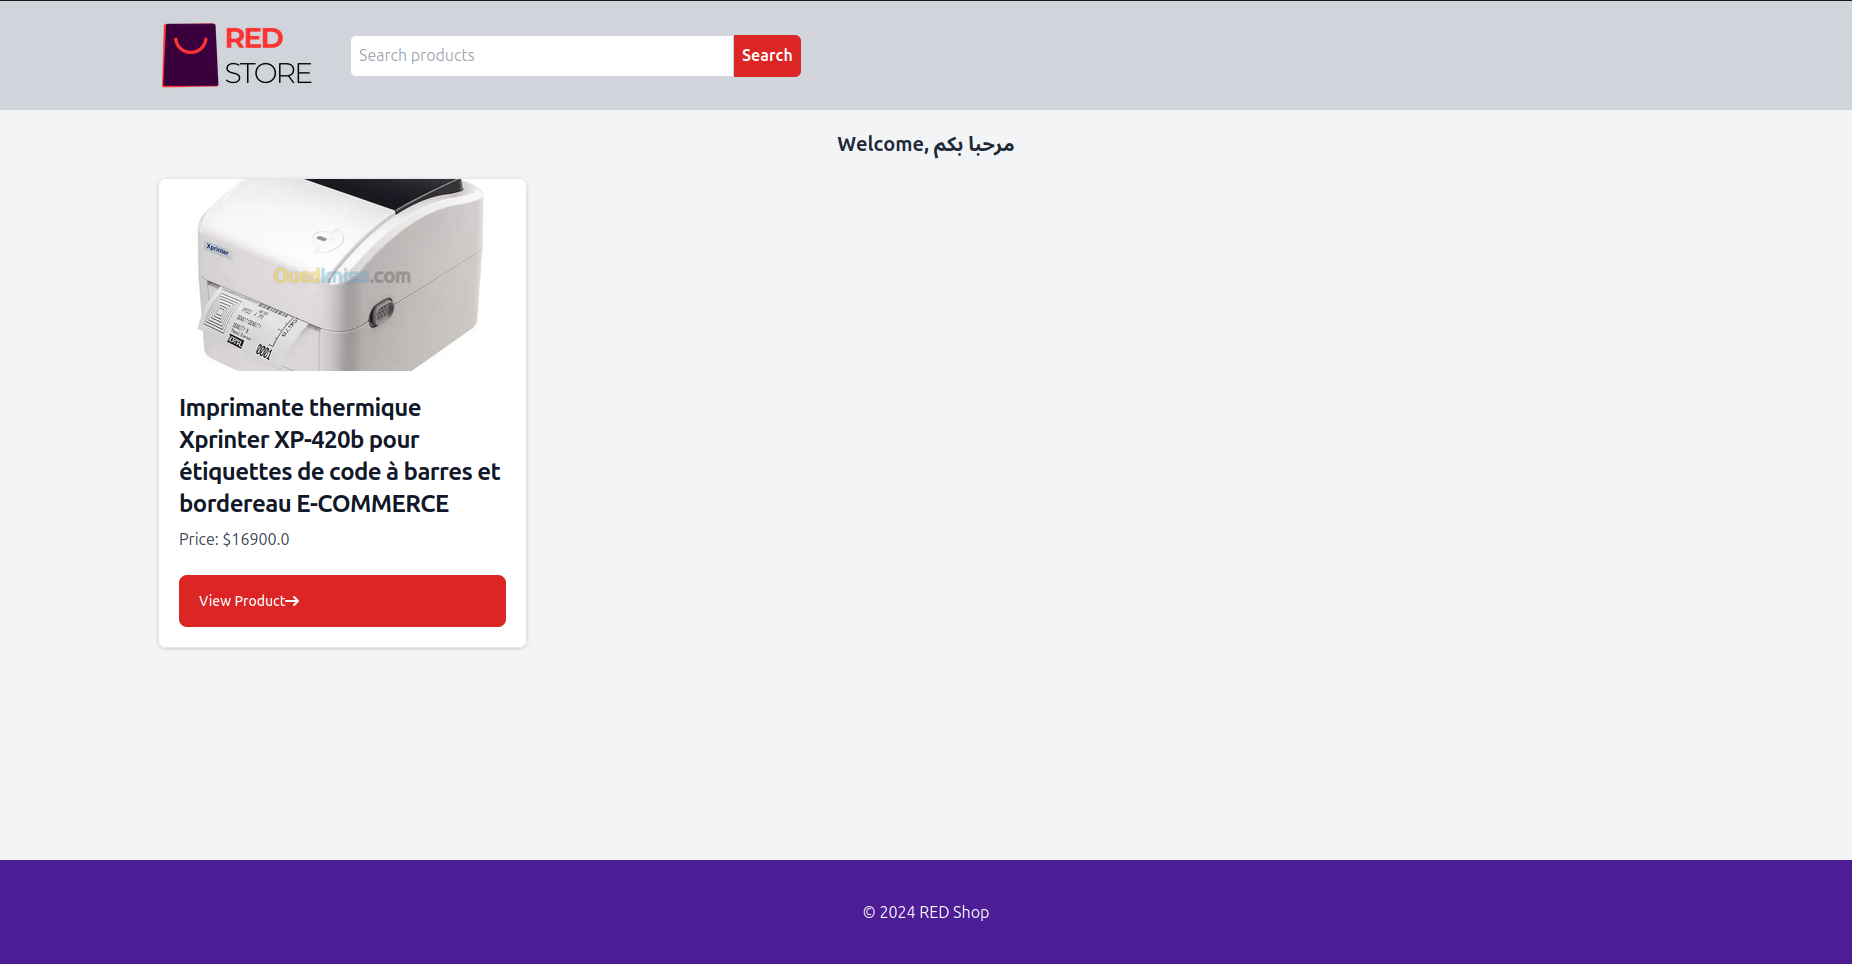 RED
STORE
Search products
Search
Welcome, مرحبا بكم
Xprinter
Ouedkniss.com
0001
Imprimante thermique
Xprinter XP-420b pour
étiquettes de code à barres et
bordereau E-COMMERCE
Price: $16900.0
View Product
© 2024 RED Shop